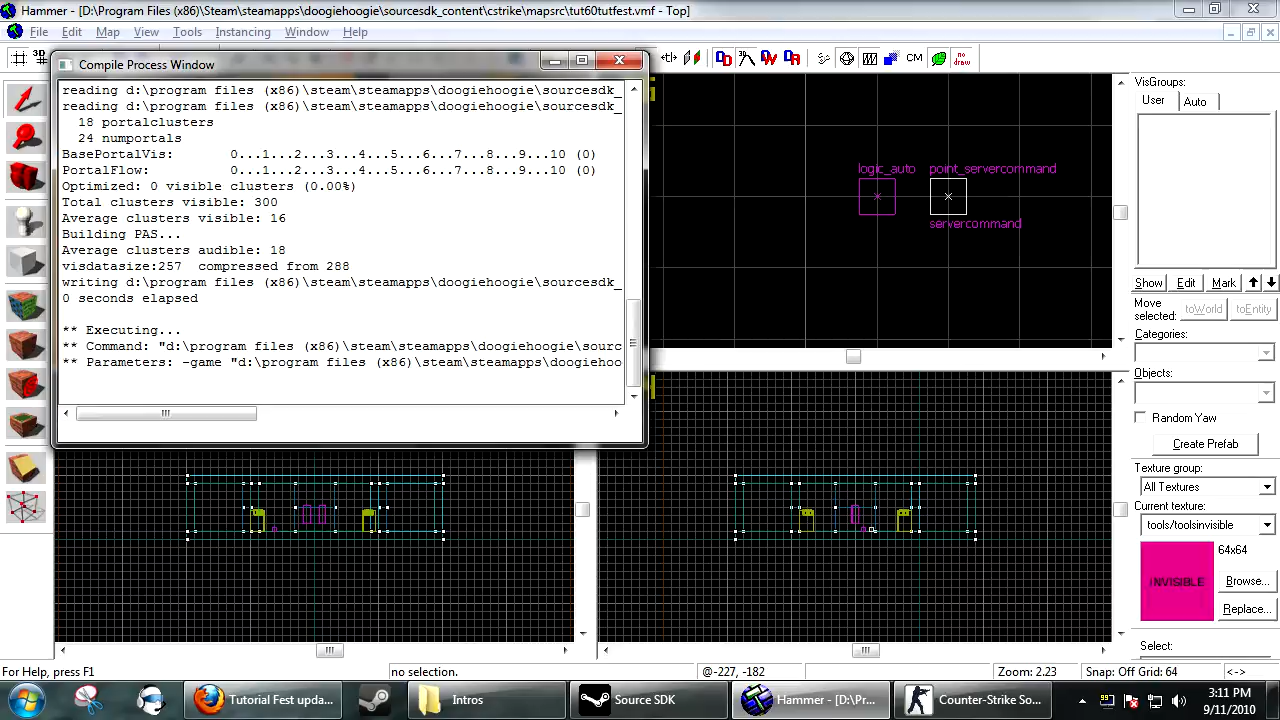 Hammer - [D:\Program Files (x86)\Steam\steamapps\doogiehoogie\sourcesdk_content\cstrike\mapsrc\tut60tutfest.vmf - Top]
File Edit Map View Tools Instancing Window Help
CM
no draw
Compile Process Window
reading d:\program files (x86)\steam\steamapps\doogiehoogie\sourcesdk_
reading d:\program files (x86)\steam\steamapps\doogiehoogie\sourcesdk_
18 portalclusters
24 numportals
BasePortalVis: 0...1...2...3...4...5...6...7...8...9...10 (0)
PortalFlow: 0...1...2...3...4...5...6...7...8...9...10 (0)
Optimized: 0 visible clusters (0.00%)
Total clusters visible: 300
Average clusters visible: 16
Building PAS...
Average clusters audible: 18
visdatasize:257 compressed from 288
writing d:\program files (x86)\steam\steamapps\doogiehoogie\sourcesdk_
0 seconds elapsed
** Executing...
** Command: "d:\program files (x86)\steam\steamapps\doogiehoogie\sourc
** Parameters: -game "d:\program files (x86)\steam\steamapps\doogiehoo
logic_auto point_servercommand
servercommand
VisGroups:
User Auto
Show Edit Mark
Move selected: toWorld toEntity
Categories:
Objects:
Random Yaw
Create Prefab
Texture group:
All Textures
Current texture:
tools/toolsinvisible
64x64
INVISIBLE
Browse...
Replace...
Select:
For Help, press F1 no selection. @-227, -182 Zoom: 2.23 Snap: Off Grid: 64 <->
Tutorial Fest upda... Intros Source SDK Hammer - [D:\Pr... Counter-Strike So... 3:11 PM
9/11/2010